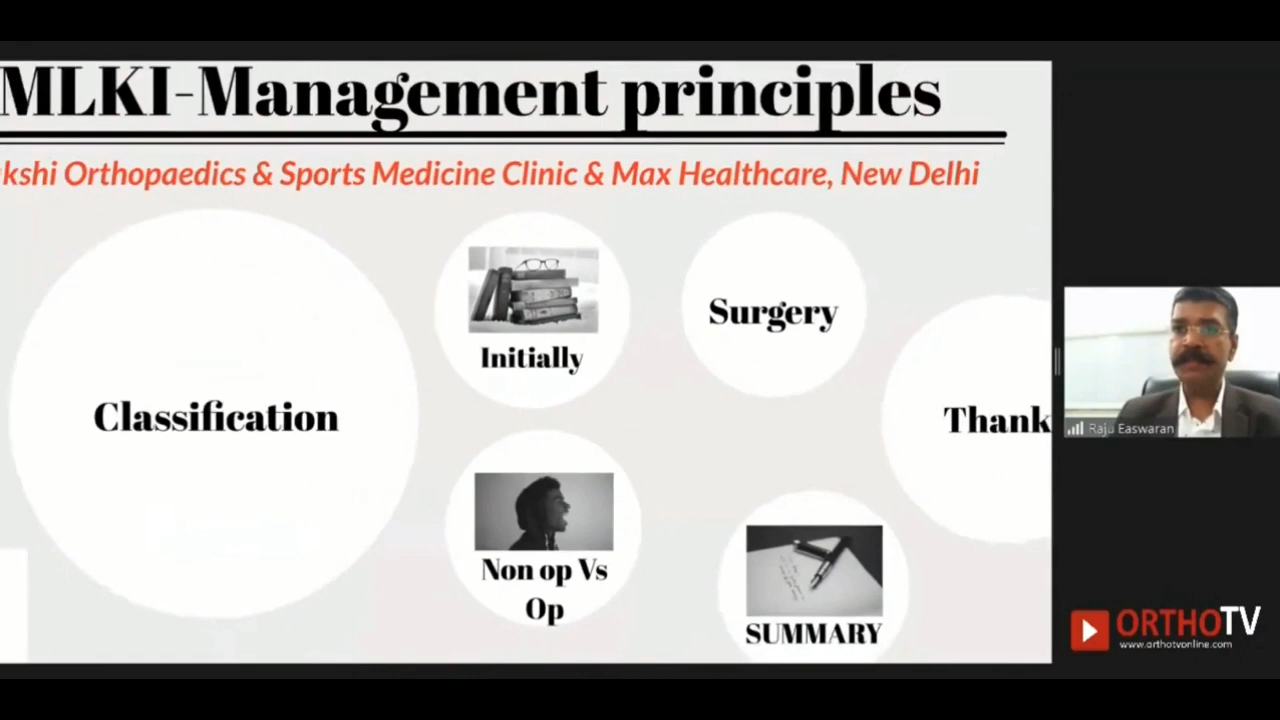 MLKI-Management principles
kshi Orthopaedics & Sports Medicine Clinic & Max Healthcare, New Delhi
Classification
Initially
Surgery
Thank
Non op Vs
Op
SUMMARY
Raju Easwaran
ORTHOTV
www.orthotvonline.com